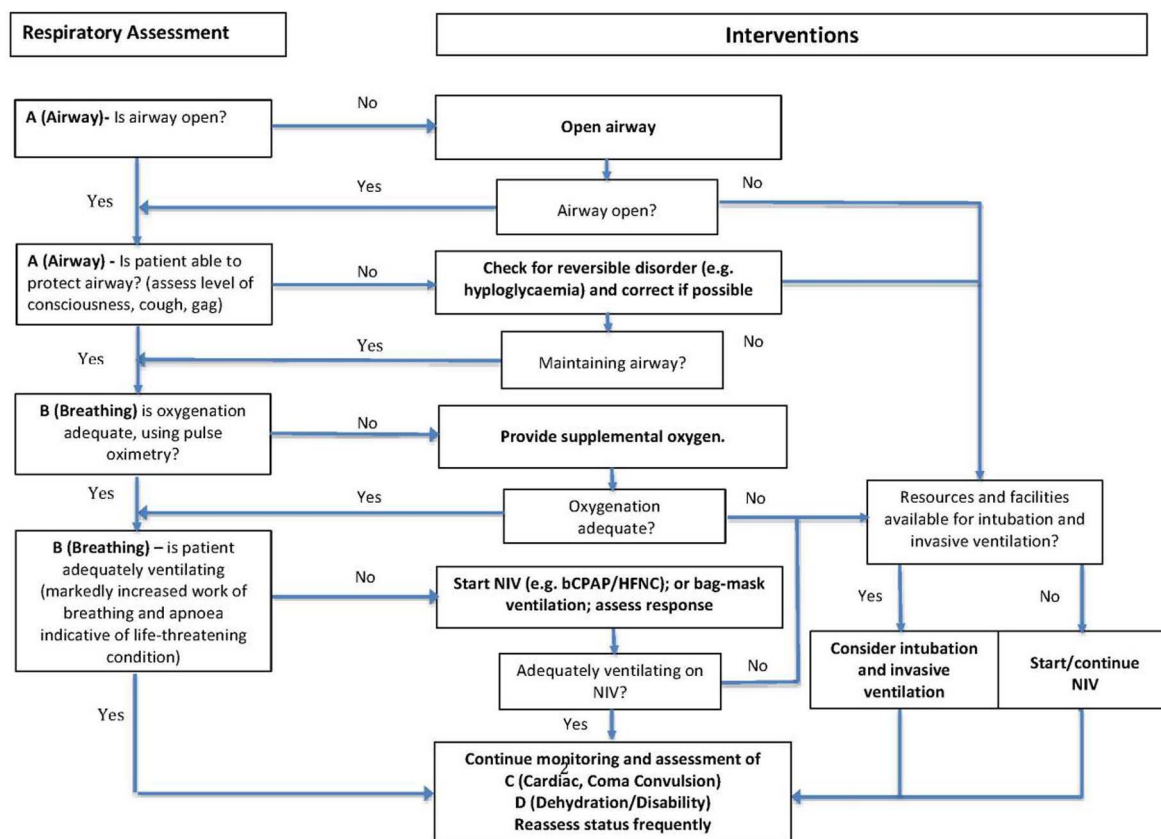 Respiratory Assessment
Interventions
A (Airway)- Is airway open?
No
Open airway
Yes
Yes
Airway open?
No
A (Airway) - Is patient able to
protect airway? (assess level of
consciousness, cough, gag)
No
Check for reversible disorder (e.g.
hyploglycaemia) and correct if possible
Yes
Yes
Maintaining airway?
No
B (Breathing) is oxygenation
adequate, using pulse
oximetry?
No
Provide supplemental oxygen.
Yes
Yes
Oxygenation
adequate?
No
Resources and facilities
available for intubation and
invasive ventilation?
B (Breathing) – is patient
adequately ventilating
(markedly increased work of
breathing and apnoea
indicative of life-threatening
condition)
No
Start NIV (e.g. bCPAP/HFNC); or bag-mask
ventilation; assess response
Yes
No
Adequately ventilating on
NIV?
No
Consider intubation
and invasive
ventilation
Start/continue
NIV
Yes
Yes
Continue monitoring and assessment of
2
C (Cardiac, Coma Convulsion)
D (Dehydration/Disability)
Reassess status frequently